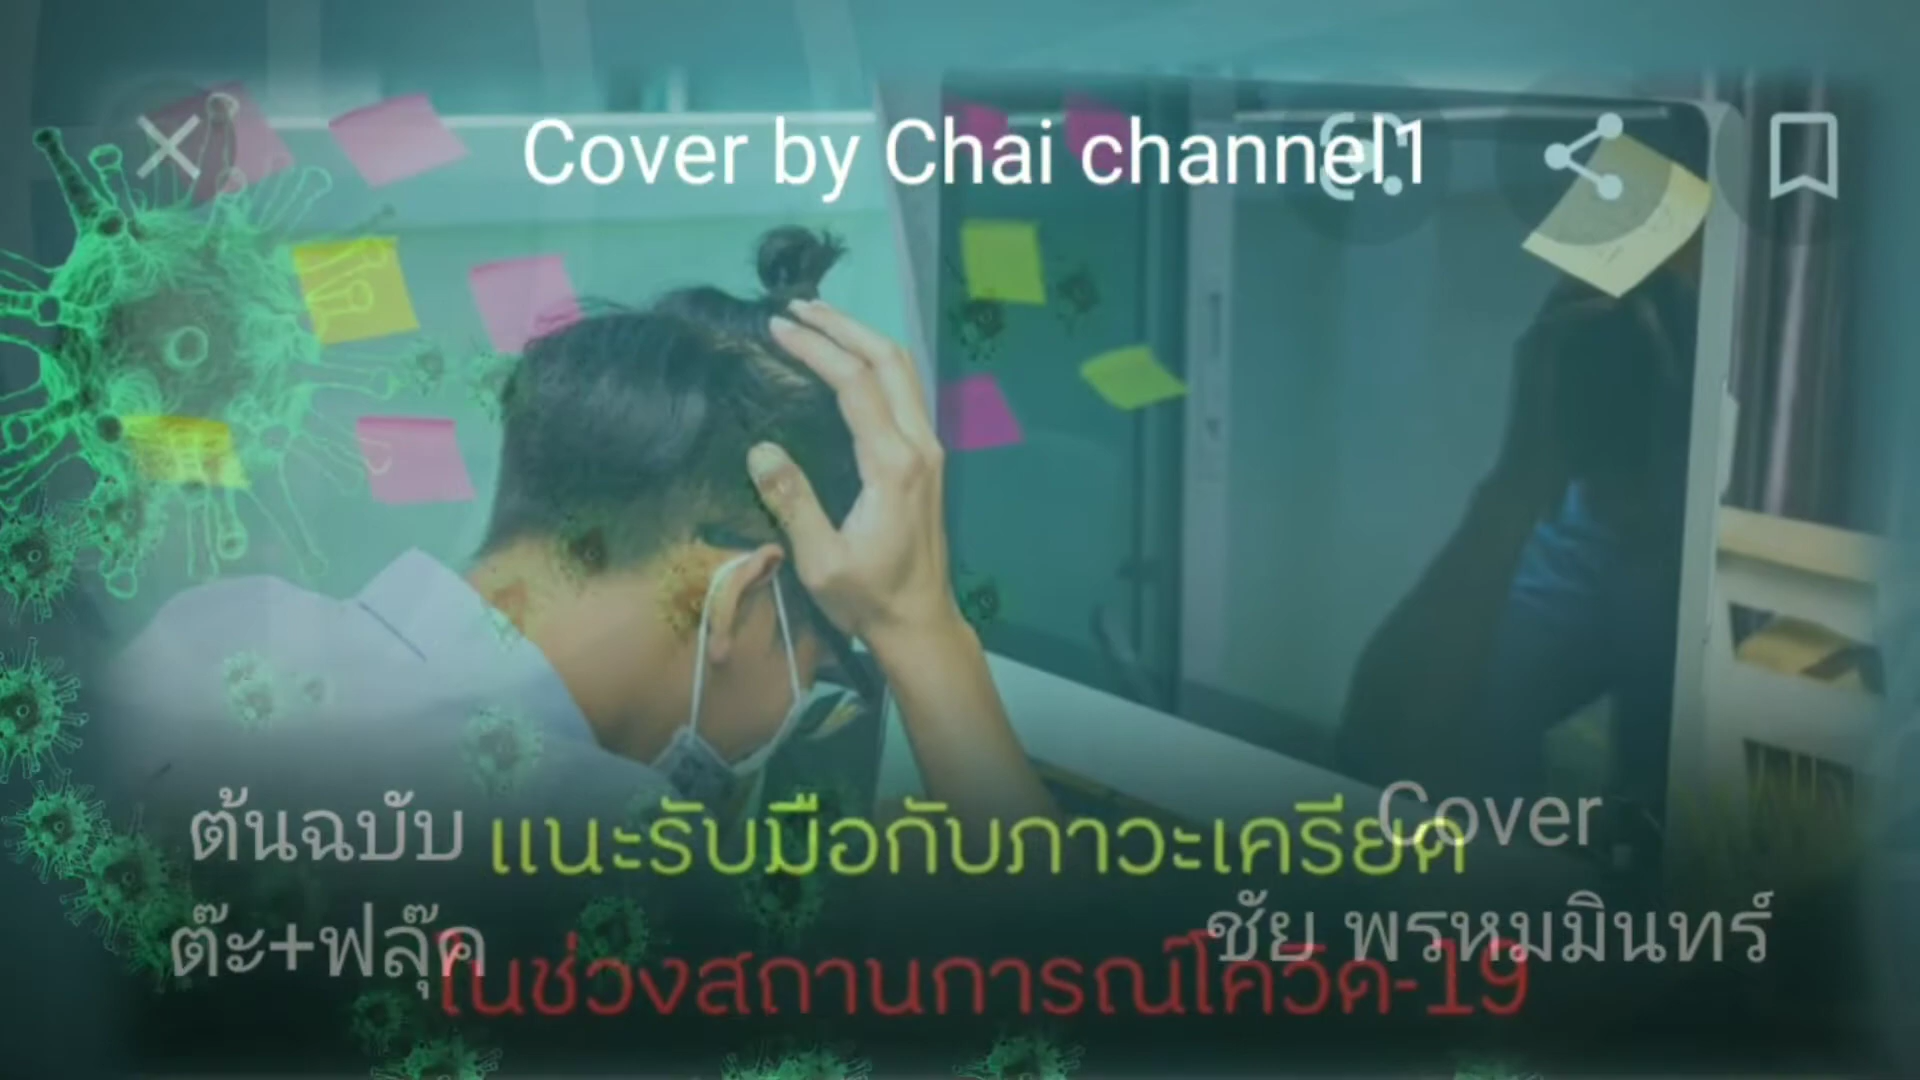 Cover by Chai channel1
ต้นฉบับ
แนะรับมือกับภาวะเครียด
Cover
ต๊ะ+ฟลุ๊ค
ชัย พรหมมินทร์
ในช่วงสถานการณ์โควิด-19